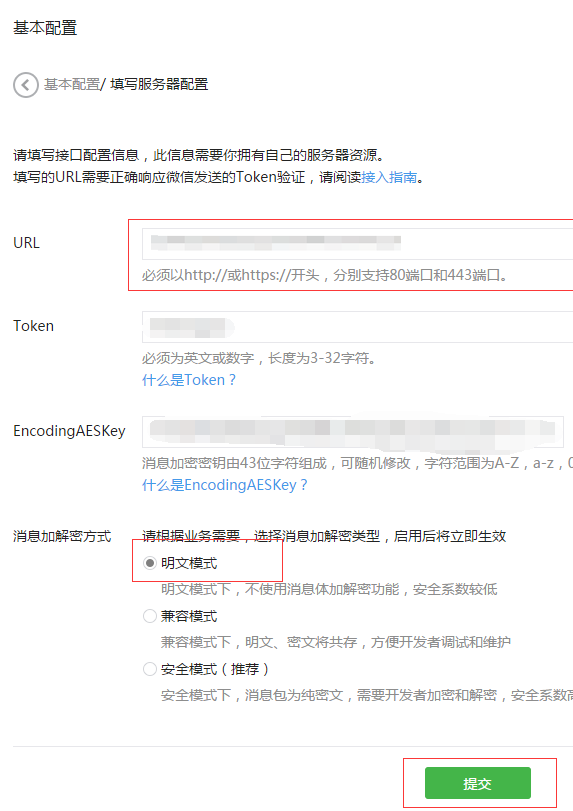 基本配置
基本配置/ 填写服务器配置
请填写接口配置信息，此信息需要你拥有自己的服务器资源。
填写的URL需要正确响应微信发送的Token验证，请阅读接入指南。
URL
必须以http://或https://开头，分别支持80端口和443端口。
Token
必须为英文或数字，长度为3-32字符。
什么是Token？
EncodingAESKey
消息加密密钥由43位字符组成，可随机修改，字符范围为A-Z，a-z，0
什么是EncodingAESKey？
消息加解密方式 请根据业务需要，选择消息加解密类型，启用后将立即生效
明文模式
明文模式下，不使用消息体加解密功能，安全系数较低
兼容模式
兼容模式下，明文、密文将共存，方便开发者调试和维护
安全模式（推荐）
安全模式下，消息包为纯密文，需要开发者加密和解密，安全系数高
提交